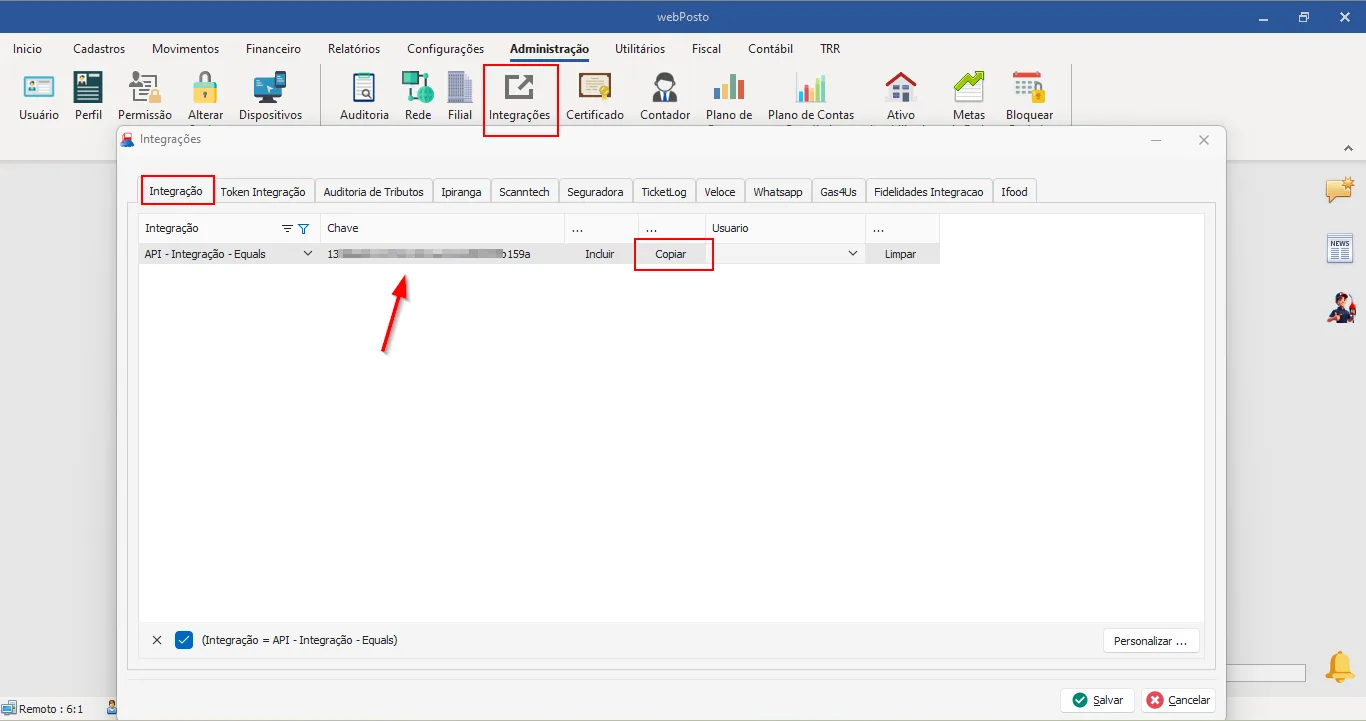 webPosto
Inicio Cadastros Movimentos Financeiro Relatórios Configurações Administração Utilitários Fiscal Contábil TRR
Usuário Perfil Permissão Alterar Dispositivos Auditoria Rede Filial Integrações Certificado Contador Plano de Plano de Contas Ativo Metas Bloquear
Integrações
Integração Token Integração Auditoria de Tributos Ipiranga Scanntech Seguradora TicketLog Veloce Whatsapp Gas4Us Fidelidades Integracao Ifood
Integração Chave ... ... Usuario ...
API - Integração - Equals 13 b159a Incluir Copiar Limpar
(Integração = API - Integração - Equals) Personalizar ...
Salvar Cancelar
Remoto : 6:1
NEWS